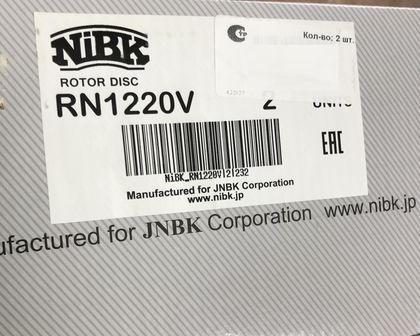 NiBK
ROTOR DISC
RN1220V 2 UNITS
Кол-во: 2 шт.
NiBK_RN1220V|2|232
Manufactured for JNBK Corporation
www.nibk.jp
ufactured for JNBK Corporation www.nibk.jp
EAC